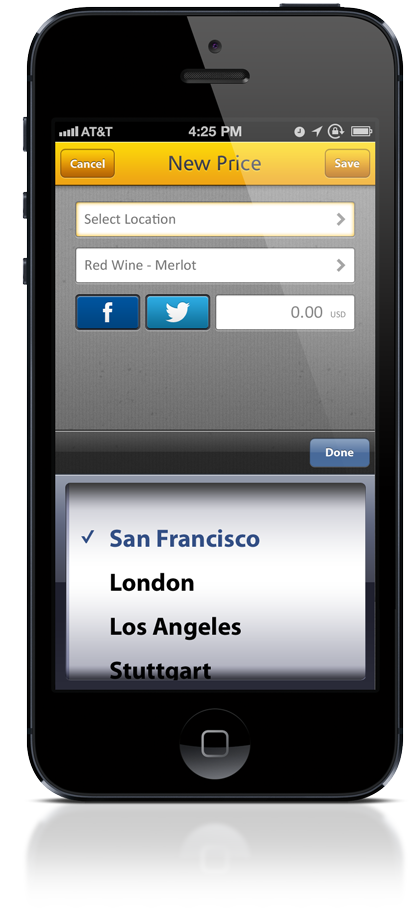 AT&T 4:25 PM
Cancel New Price Save
Select Location
Red Wine - Merlot
f 0.00 USD
Done
✓ San Francisco
London
Los Angeles
Stuttgart